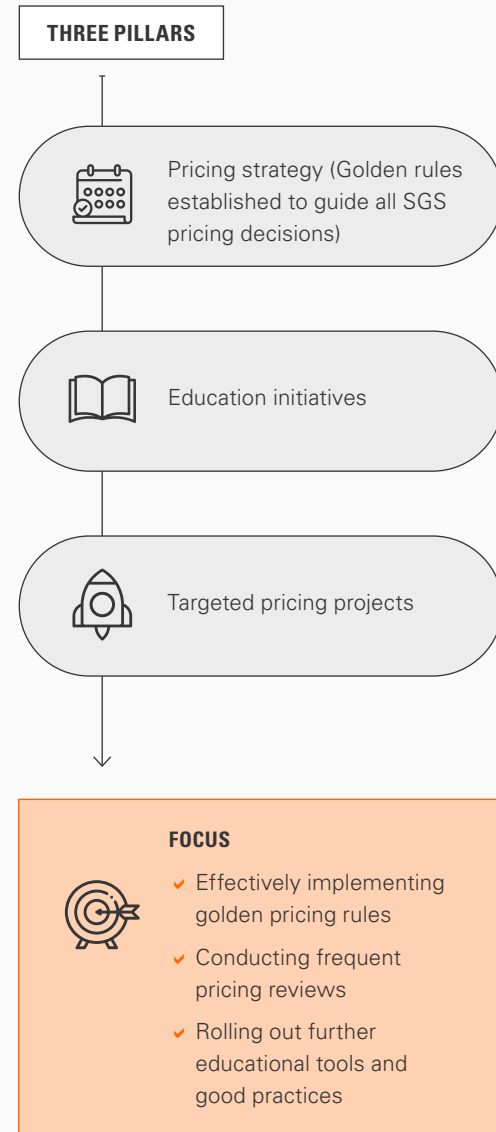 THREE PILLARS
Pricing strategy (Golden rules
established to guide all SGS
pricing decisions)
Education initiatives
Targeted pricing projects
FOCUS
Effectively implementing
golden pricing rules
Conducting frequent
pricing reviews
Rolling out further
educational tools and
good practices